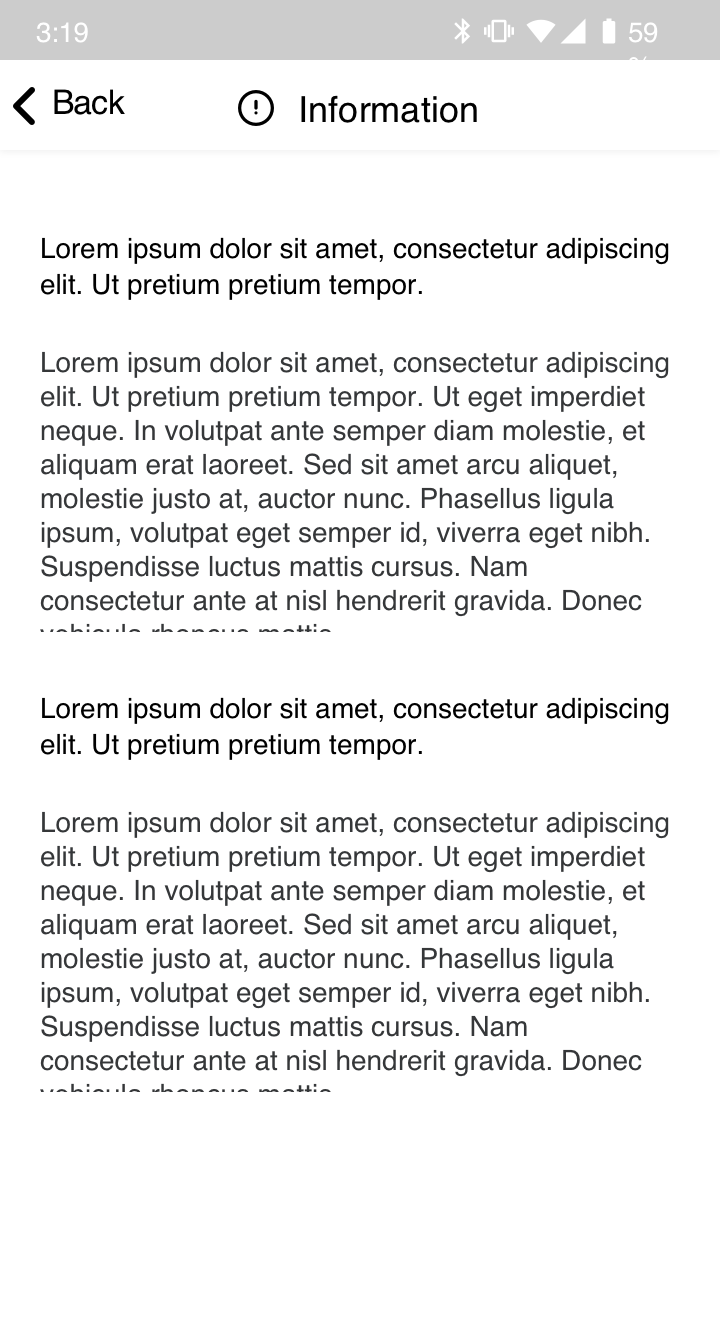 3:19
59
Back
Information
Lorem ipsum dolor sit amet, consectetur adipiscing
elit. Ut pretium pretium tempor.
Lorem ipsum dolor sit amet, consectetur adipiscing
elit. Ut pretium pretium tempor. Ut eget imperdiet
neque. In volutpat ante semper diam molestie, et
aliquam erat laoreet. Sed sit amet arcu aliquet,
molestie justo at, auctor nunc. Phasellus ligula
ipsum, volutpat eget semper id, viverra eget nibh.
Suspendisse luctus mattis cursus. Nam
consectetur ante at nisl hendrerit gravida. Donec
vehicula rhoncus mattis
Lorem ipsum dolor sit amet, consectetur adipiscing
elit. Ut pretium pretium tempor.
Lorem ipsum dolor sit amet, consectetur adipiscing
elit. Ut pretium pretium tempor. Ut eget imperdiet
neque. In volutpat ante semper diam molestie, et
aliquam erat laoreet. Sed sit amet arcu aliquet,
molestie justo at, auctor nunc. Phasellus ligula
ipsum, volutpat eget semper id, viverra eget nibh.
Suspendisse luctus mattis cursus. Nam
consectetur ante at nisl hendrerit gravida. Donec
vehicula rhoncus mattis